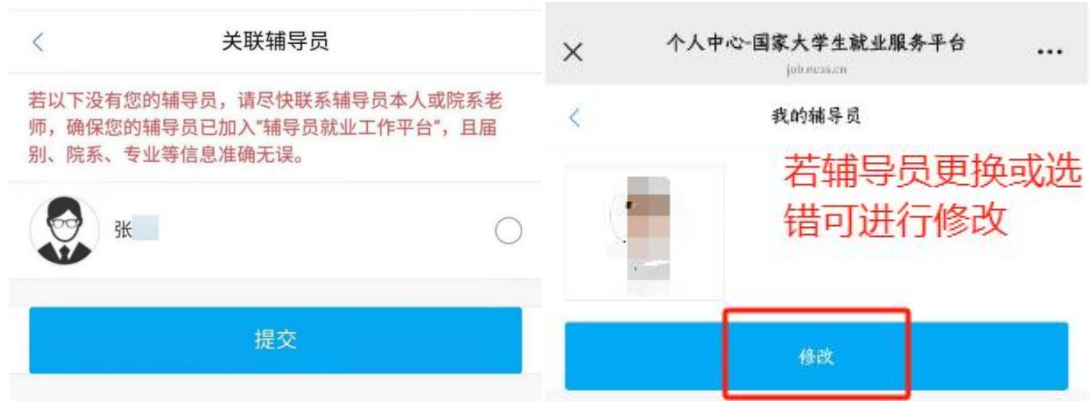 关联辅导员
若以下没有您的辅导员，请尽快联系辅导员本人或院系老
师，确保您的辅导员已加入“辅导员就业工作平台”，且届
别、院系、专业等信息准确无误。
张
提交
个人中心-国家大学生就业服务平台
job.ncss.cn
我的辅导员
若辅导员更换或选
错可进行修改
修改